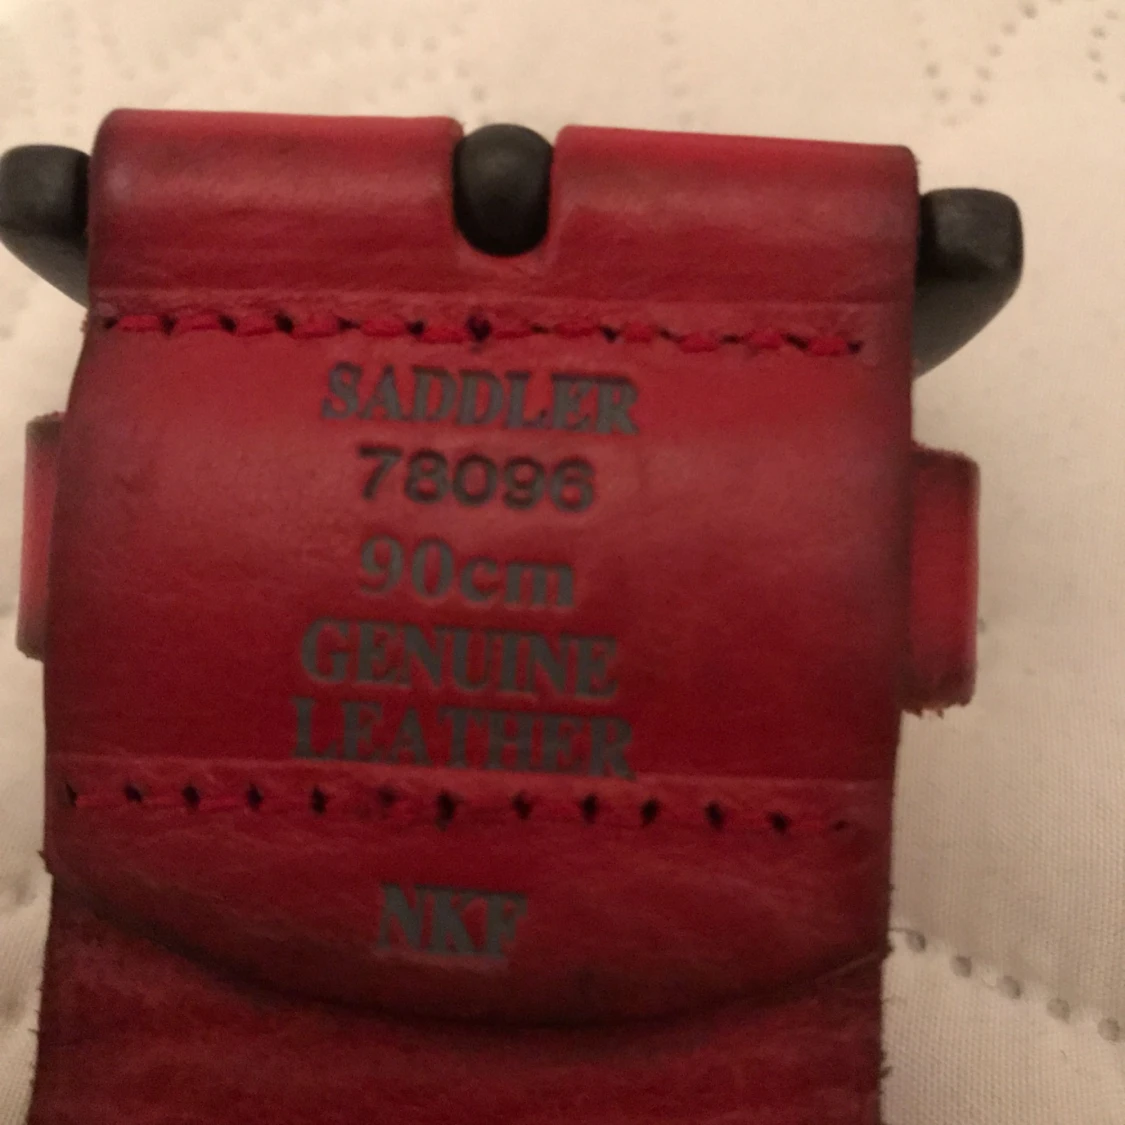 SADDLER
78096
90cm
GENUINE
LEATHER
NKF